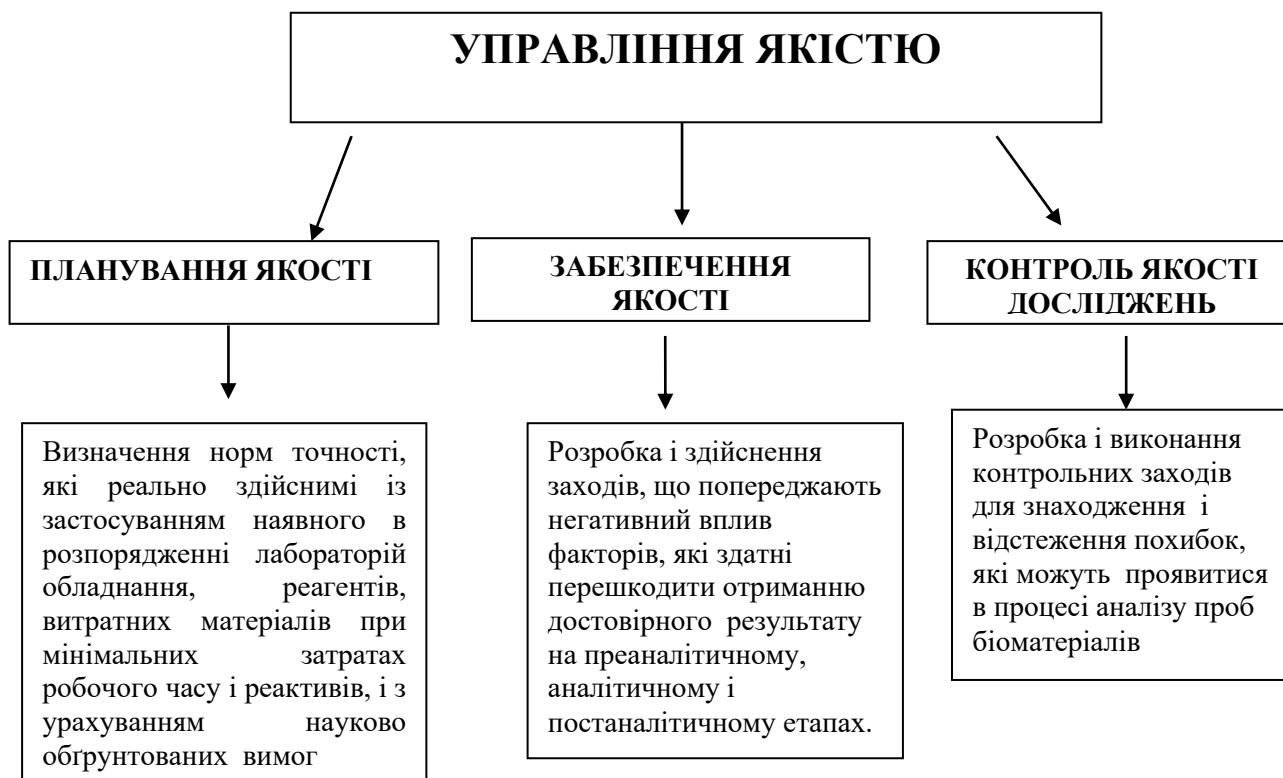 УПРАВЛІННЯ ЯКІСТЮ
ПЛАНУВАННЯ ЯКОСТІ
ЗАБЕЗПЕЧЕННЯ
ЯКОСТІ
КОНТРОЛЬ ЯКОСТІ
ДОСЛІДЖЕНЬ
Визначення норм точності,
які реально здійснимі із
застосуванням наявного в
розпорядженні лабораторій
обладнання, реагентів,
витратних матеріалів при
мінімальних затратах
робочого часу і реактивів, і з
урахуванням науково
обґрунтованих вимог
Розробка і здійснення
заходів, що попереджають
негативний вплив
факторів, які здатні
перешкодити отриманню
достовірного результату
на преаналітичному,
аналітичному і
постаналітичному етапах.
Розробка і виконання
контрольних заходів
для знаходження і
відстеження похибок,
які можуть проявитися
в процесі аналізу проб
біоматеріалів